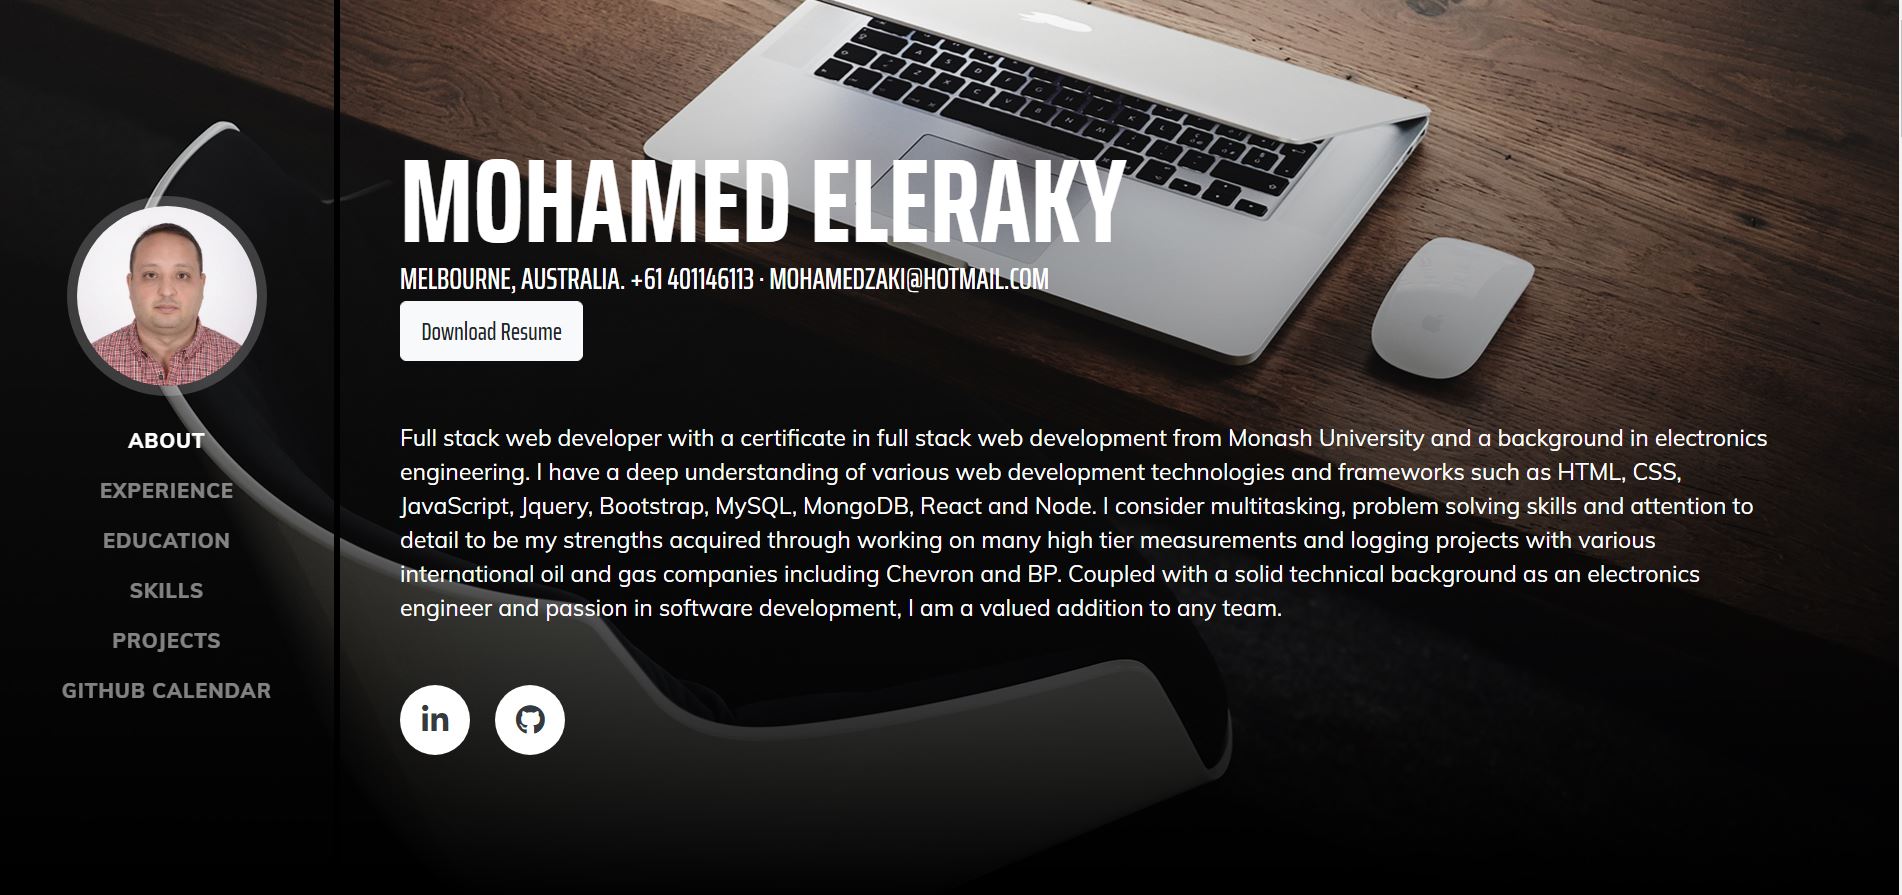 MOHAMED ELERAKY
MELBOURNE, AUSTRALIA. +61 401146113 · MOHAMEDZAKI@HOTMAIL.COM
Download Resume
ABOUT
EXPERIENCE
EDUCATION
SKILLS
PROJECTS
GITHUB CALENDAR
Full stack web developer with a certificate in full stack web development from Monash University and a background in electronics
engineering. I have a deep understanding of various web development technologies and frameworks such as HTML, CSS,
JavaScript, Jquery, Bootstrap, MySQL, MongoDB, React and Node. I consider multitasking, problem solving skills and attention to
detail to be my strengths acquired through working on many high tier measurements and logging projects with various
international oil and gas companies including Chevron and BP. Coupled with a solid technical background as an electronics
engineer and passion in software development, I am a valued addition to any team.
in